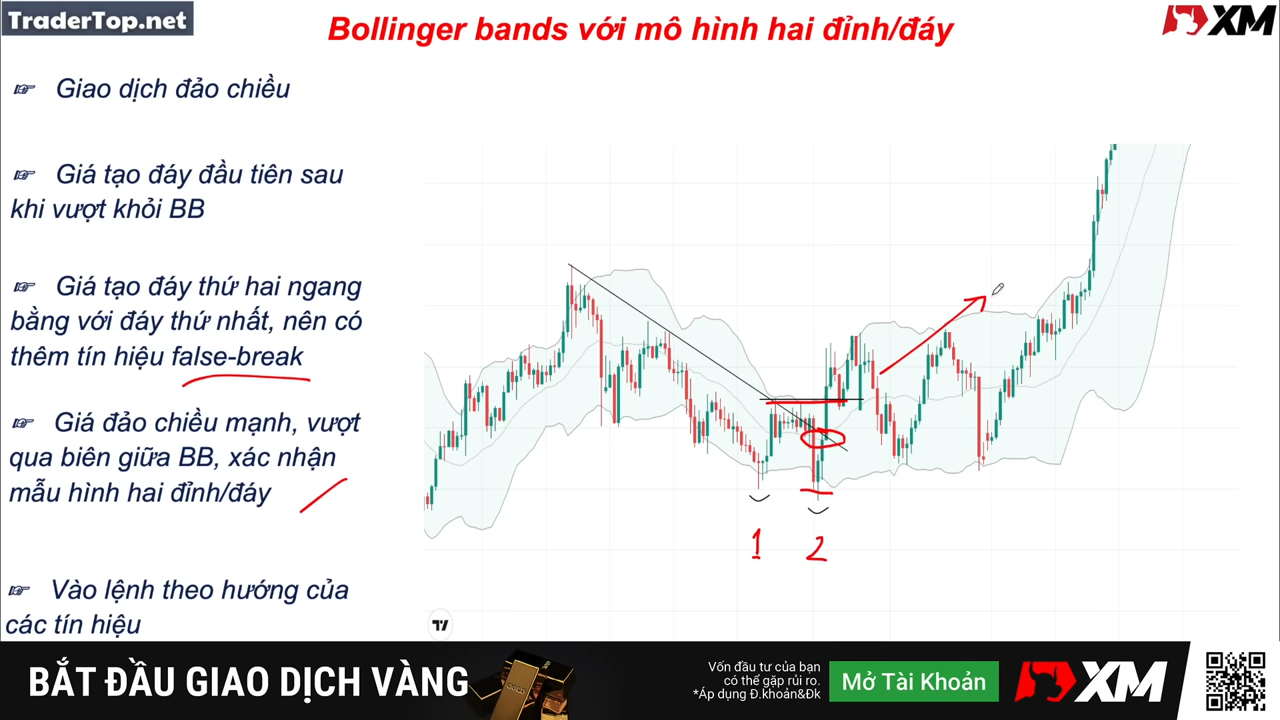 TraderTop.net
Bollinger bands với mô hình hai đỉnh/đáy
XM
☞ Giao dịch đảo chiều
☞ Giá tạo đáy đầu tiên sau
khi vượt khỏi BB
☞ Giá tạo đáy thứ hai ngang
bằng với đáy thứ nhất, nên có
thêm tín hiệu false-break
☞ Giá đảo chiều mạnh, vượt
qua biên giữa BB, xác nhận
mẫu hình hai đỉnh/đáy
☞ Vào lệnh theo hướng của
các tín hiệu
1 2
BẮT ĐẦU GIAO DỊCH VÀNG
Vốn đầu tư của bạn
có thể gặp rủi ro.
*Áp dụng Đ.khoản&Đk
Mở Tài Khoản
XM